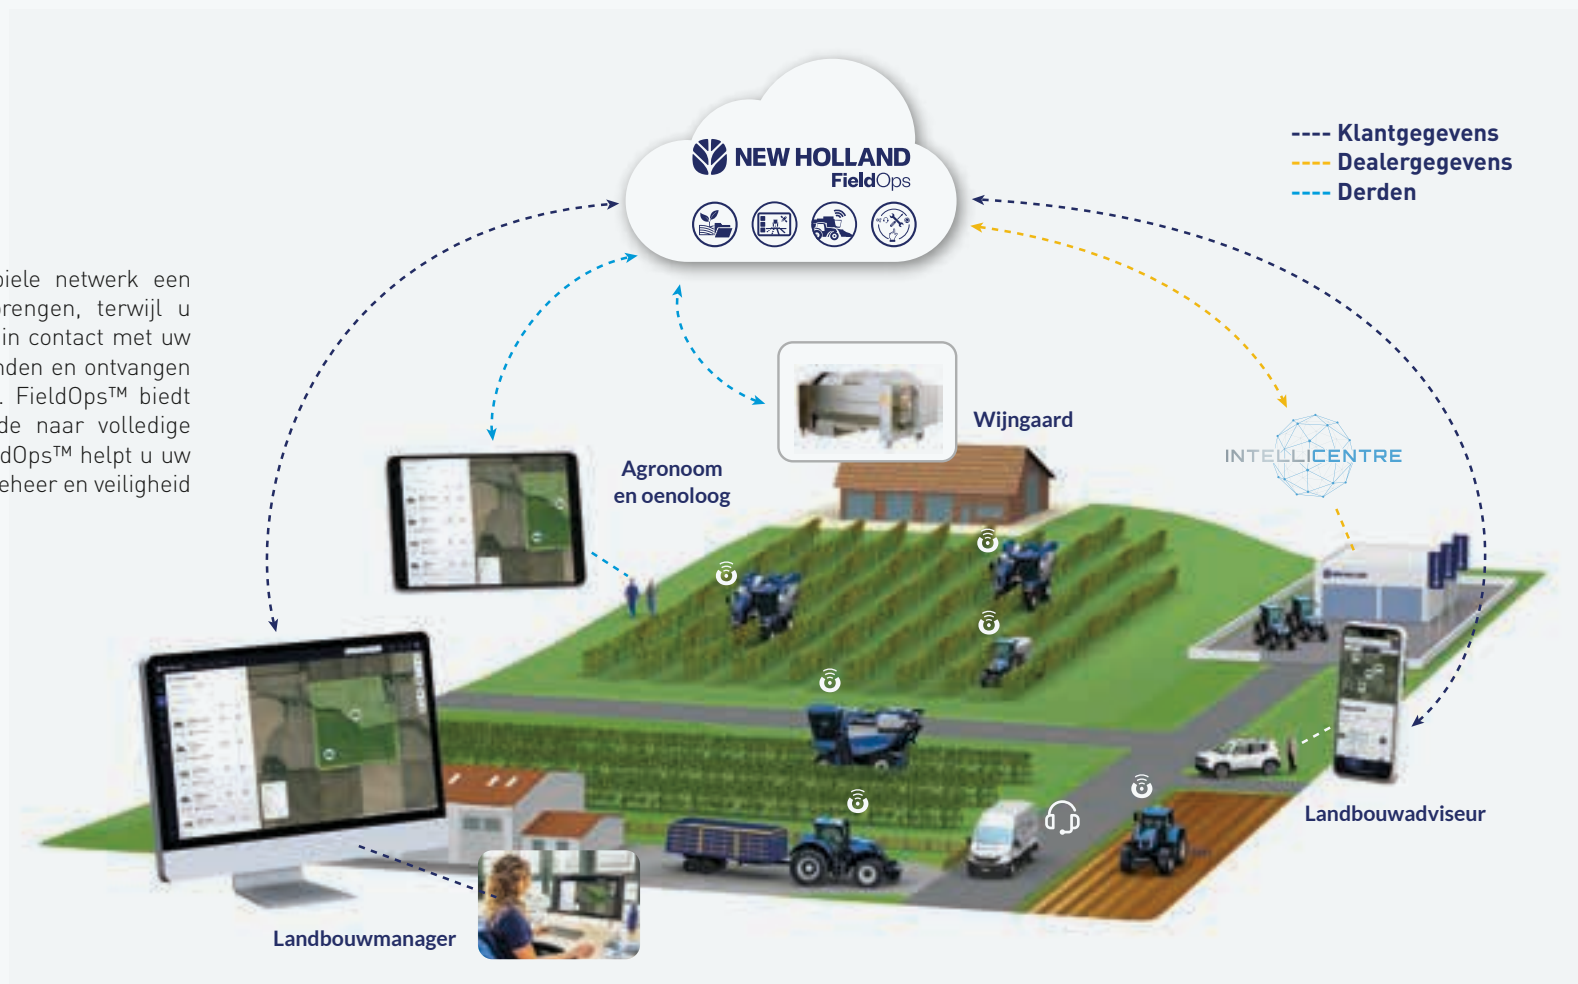 NEW HOLLAND
FieldOps
Klantgegevens
Dealergegevens
Derden
biele netwerk een
brengen, terwijl u
in contact met uw
nden en ontvangen
. FieldOps™ biedt
de naar volledige
dOps™ helpt u uw
eheer en veiligheid
Wijngaard
Agronoom
en oenoloog
INTELLICENTRE
Landbouwadviseur
Landbouwmanager